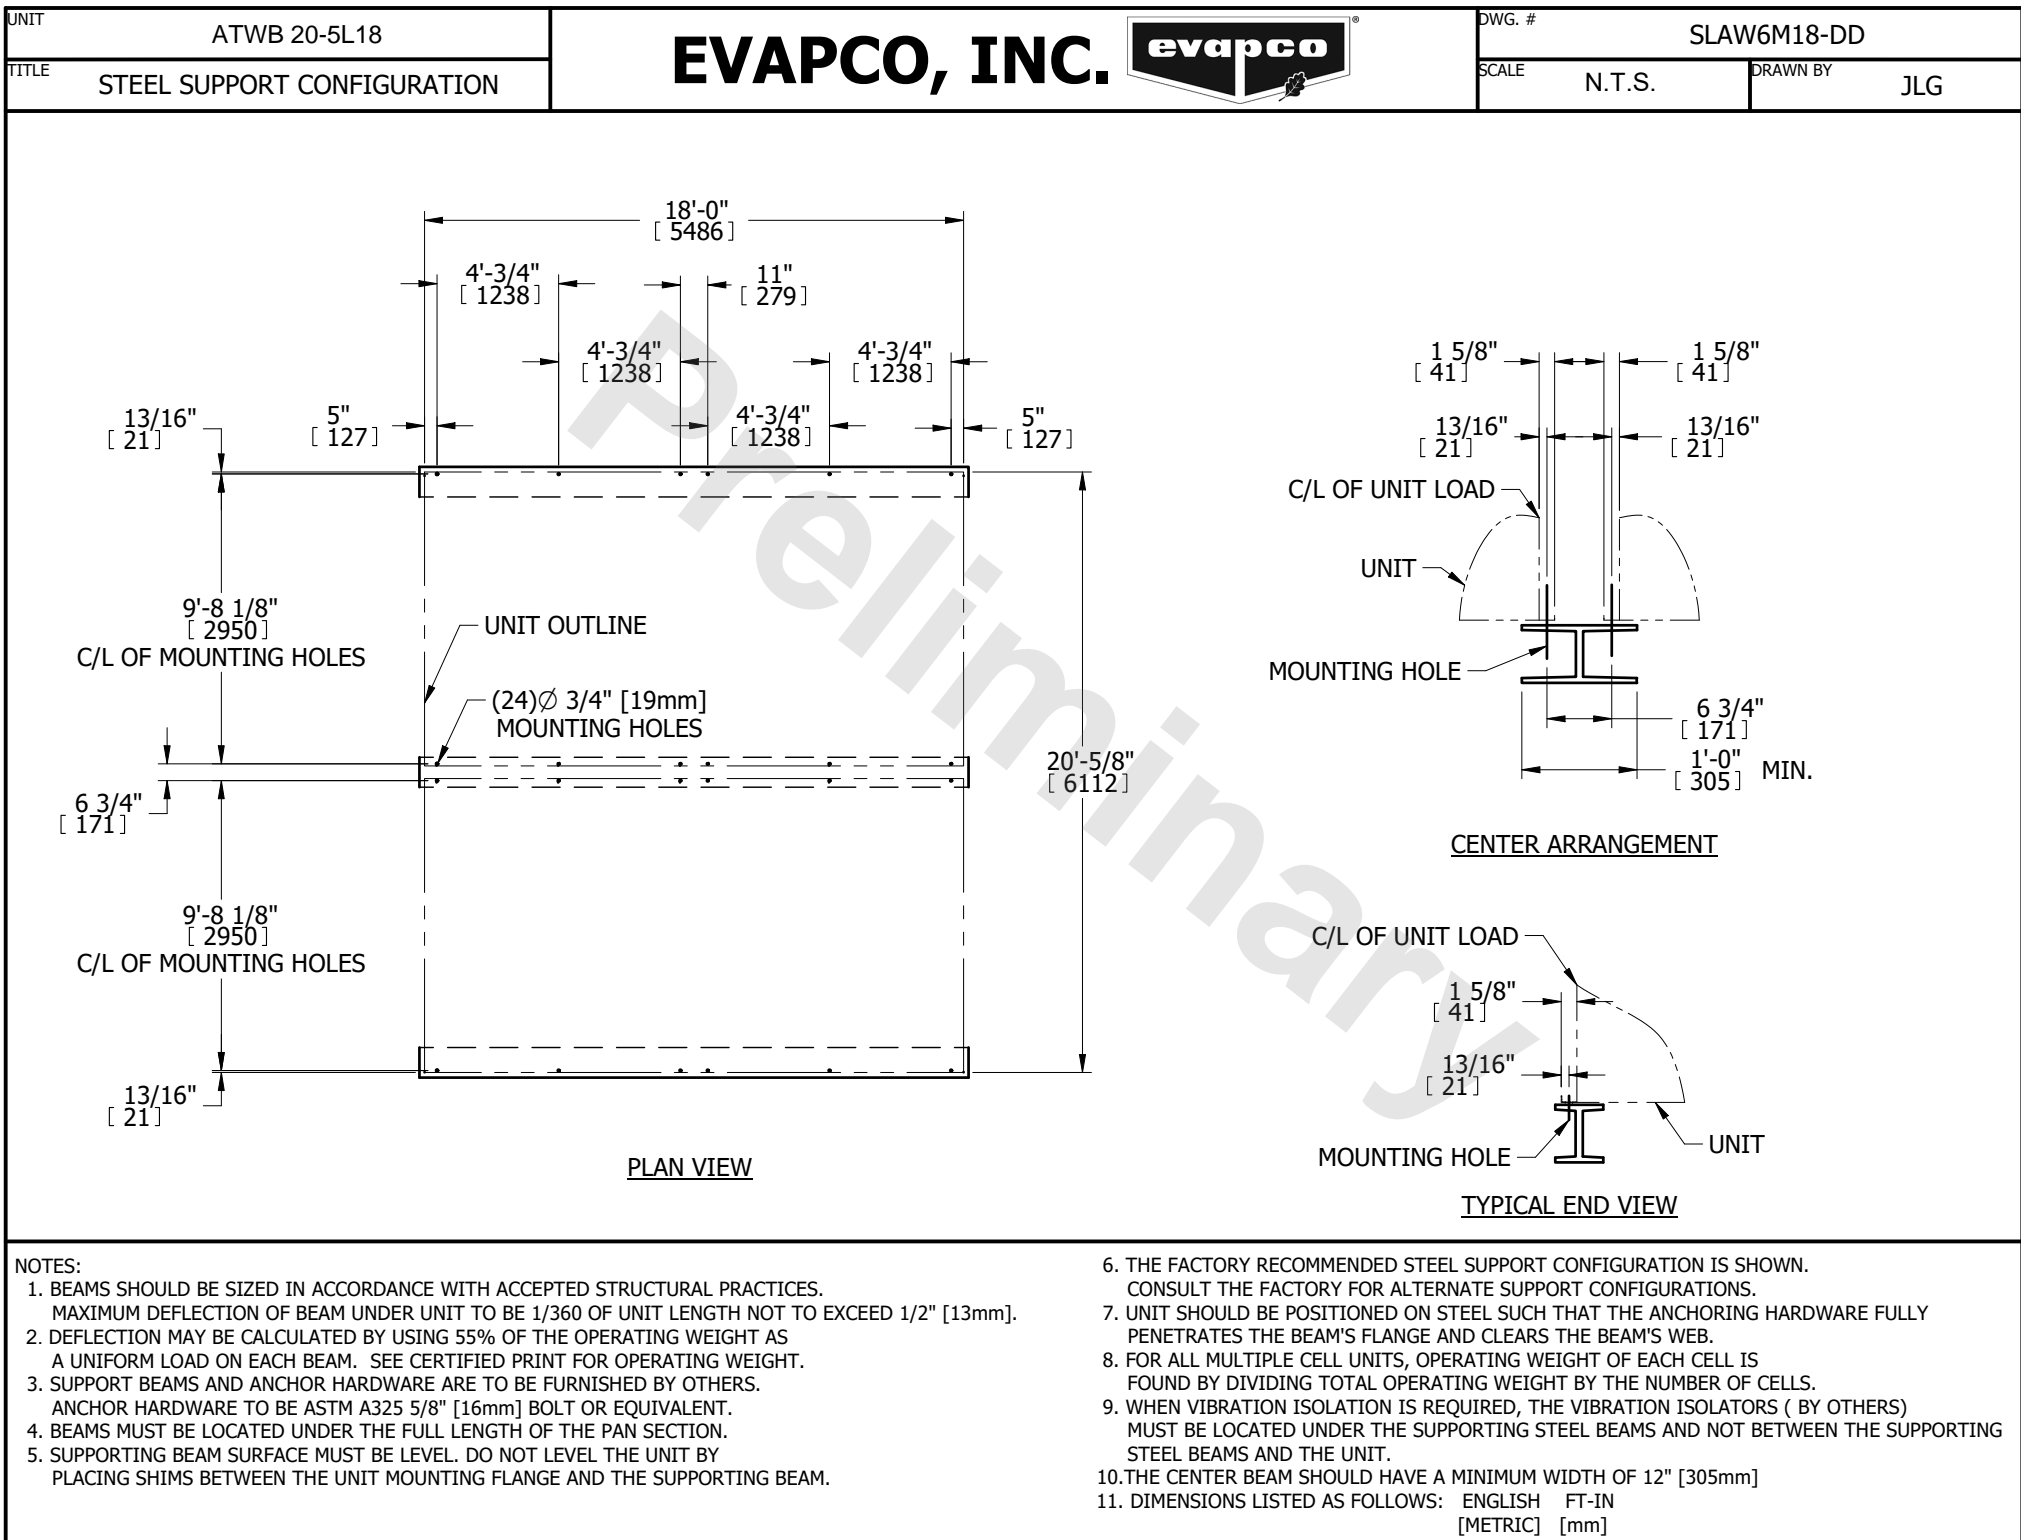 UNIT
ATWB 20-5L18
TITLE
STEEL SUPPORT CONFIGURATION
EVAPCO, INC.
evapco
®
DWG. #
SLAW6M18-DD
SCALE
N.T.S.
DRAWN BY
JLG
18'-0"
[ 5486 ]
4'-3/4"
[ 1238 ]
11"
[ 279 ]
4'-3/4"
[ 1238 ]
4'-3/4"
[ 1238 ]
13/16"
[ 21 ]
5"
[ 127 ]
4'-3/4"
[ 1238 ]
5"
[ 127 ]
9'-8 1/8"
[ 2950 ]
C/L OF MOUNTING HOLES
UNIT OUTLINE
(24)Ø 3/4" [19mm]
MOUNTING HOLES
6 3/4"
[ 171 ]
20'-5/8"
[ 6112 ]
9'-8 1/8"
[ 2950 ]
C/L OF MOUNTING HOLES
13/16"
[ 21 ]
PLAN VIEW
Preliminary
1 5/8"
[ 41 ]
1 5/8"
[ 41 ]
13/16"
[ 21 ]
13/16"
[ 21 ]
C/L OF UNIT LOAD
UNIT
MOUNTING HOLE
6 3/4"
[ 171 ]
1'-0"
[ 305 ] MIN.
CENTER ARRANGEMENT
C/L OF UNIT LOAD
1 5/8"
[ 41 ]
13/16"
[ 21 ]
MOUNTING HOLE
UNIT
TYPICAL END VIEW
NOTES:
1. BEAMS SHOULD BE SIZED IN ACCORDANCE WITH ACCEPTED STRUCTURAL PRACTICES.
MAXIMUM DEFLECTION OF BEAM UNDER UNIT TO BE 1/360 OF UNIT LENGTH NOT TO EXCEED 1/2" [13mm].
2. DEFLECTION MAY BE CALCULATED BY USING 55% OF THE OPERATING WEIGHT AS
A UNIFORM LOAD ON EACH BEAM. SEE CERTIFIED PRINT FOR OPERATING WEIGHT.
3. SUPPORT BEAMS AND ANCHOR HARDWARE ARE TO BE FURNISHED BY OTHERS.
ANCHOR HARDWARE TO BE ASTM A325 5/8" [16mm] BOLT OR EQUIVALENT.
4. BEAMS MUST BE LOCATED UNDER THE FULL LENGTH OF THE PAN SECTION.
5. SUPPORTING BEAM SURFACE MUST BE LEVEL. DO NOT LEVEL THE UNIT BY
PLACING SHIMS BETWEEN THE UNIT MOUNTING FLANGE AND THE SUPPORTING BEAM.
6. THE FACTORY RECOMMENDED STEEL SUPPORT CONFIGURATION IS SHOWN.
CONSULT THE FACTORY FOR ALTERNATE SUPPORT CONFIGURATIONS.
7. UNIT SHOULD BE POSITIONED ON STEEL SUCH THAT THE ANCHORING HARDWARE FULLY
PENETRATES THE BEAM'S FLANGE AND CLEARS THE BEAM'S WEB.
8. FOR ALL MULTIPLE CELL UNITS, OPERATING WEIGHT OF EACH CELL IS
FOUND BY DIVIDING TOTAL OPERATING WEIGHT BY THE NUMBER OF CELLS.
9. WHEN VIBRATION ISOLATION IS REQUIRED, THE VIBRATION ISOLATORS ( BY OTHERS)
MUST BE LOCATED UNDER THE SUPPORTING STEEL BEAMS AND NOT BETWEEN THE SUPPORTING
STEEL BEAMS AND THE UNIT.
10.THE CENTER BEAM SHOULD HAVE A MINIMUM WIDTH OF 12" [305mm]
11. DIMENSIONS LISTED AS FOLLOWS: ENGLISH FT-IN
[METRIC] [mm]